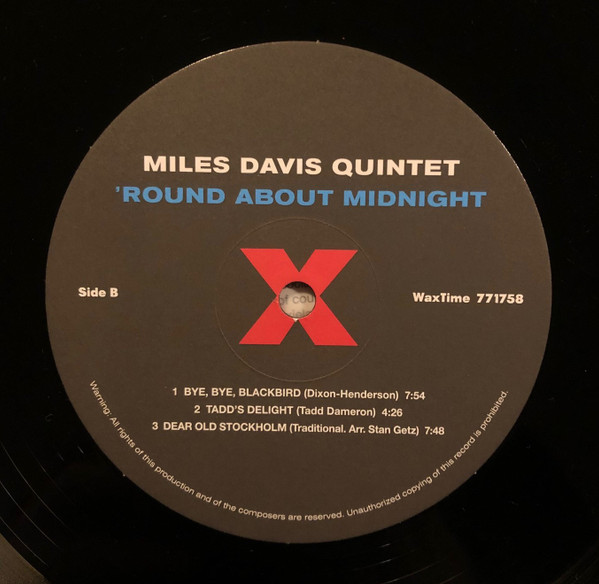 MILES DAVIS QUINTET
'ROUND ABOUT MIDNIGHT
X
Side B
WaxTime 771758
of cou
1 BYE, BYE, BLACKBIRD (Dixon-Henderson) 7:54
2 TADD'S DELIGHT (Tadd Dameron) 4:26
3 DEAR OLD STOCKHOLM (Traditional. Arr. Stan Getz) 7:48
Warning: All rights of this production and of the composers are reserved. Unauthorized copying of this record is prohibited.